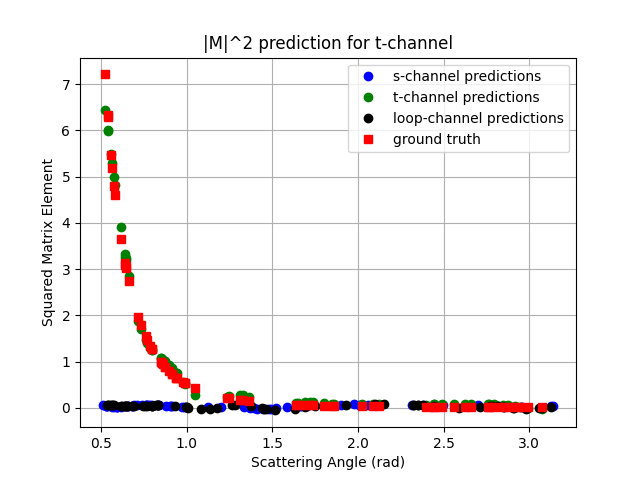 |M|^2 prediction for t-channel
s-channel predictions
t-channel predictions
loop-channel predictions
ground truth
Squared Matrix Element
7
6
5
4
3
2
1
0
0.5 1.0 1.5 2.0 2.5 3.0
Scattering Angle (rad)